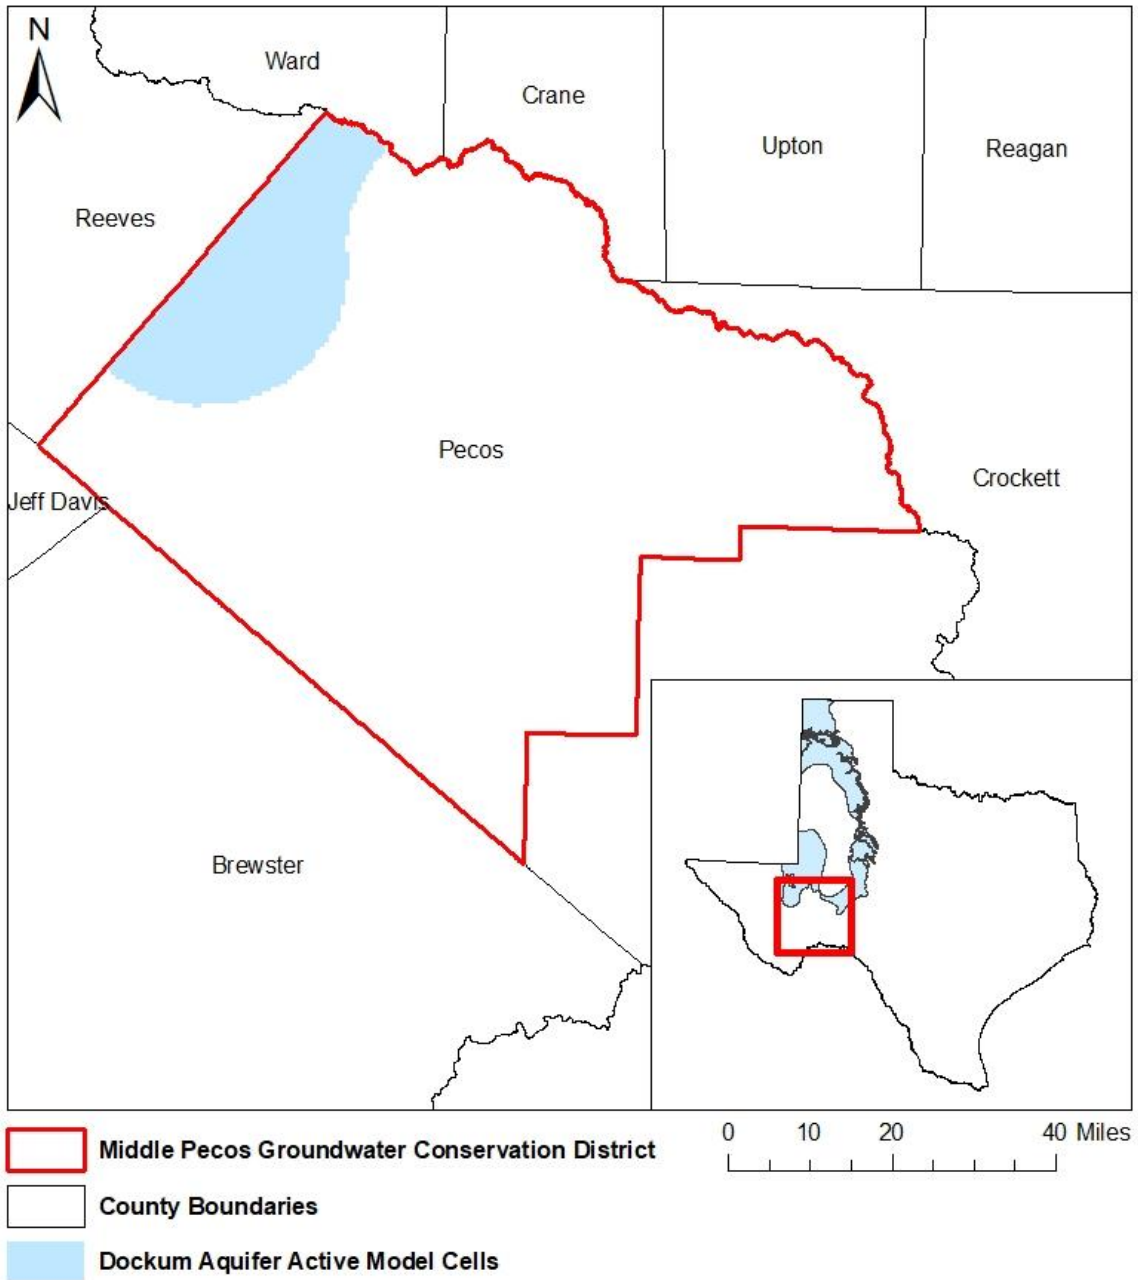 N
Ward
Crane
Upton
Reagan
Reeves
Pecos
Crockett
Jeff Davis
Brewster
0 10 20 40 Miles
Middle Pecos Groundwater Conservation District
County Boundaries
Dockum Aquifer Active Model Cells